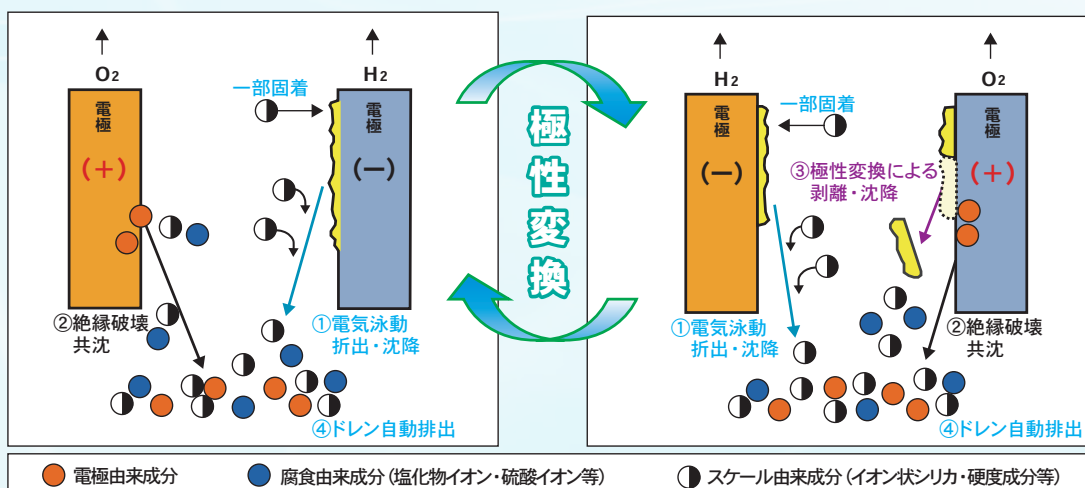 O2
H2
一部固着
電極
(+)
電極
(−)
②絶縁破壊
共沈
①電気泳動
折出・沈降
④ドレン自動排出
極性変換
H2
O2
一部固着
電極
(−)
電極
(+)
③極性変換による
剥離・沈降
①電気泳動
折出・沈降
②絶縁破壊
共沈
④ドレン自動排出
電極由来成分
腐食由来成分(塩化物イオン・硫酸イオン等)
スケール由来成分(イオン状シリカ・硬度成分等)